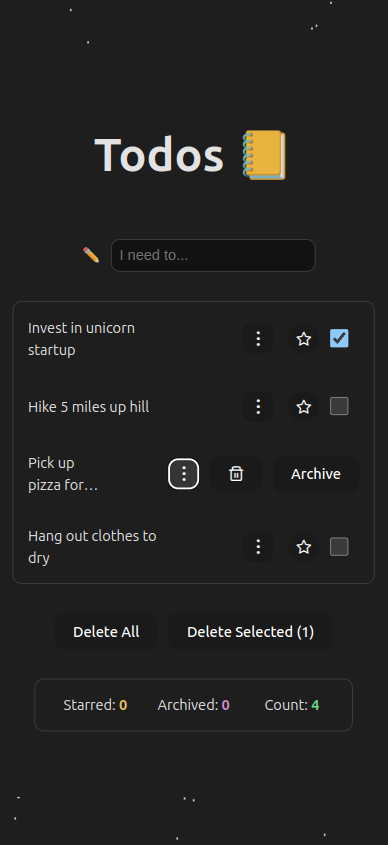 Todos 📒
✏️ I need to...
Invest in unicorn
startup
Hike 5 miles up hill
Pick up
pizza for…
Archive
Hang out clothes to
dry
Delete All Delete Selected (1)
Starred: 0 Archived: 0 Count: 4